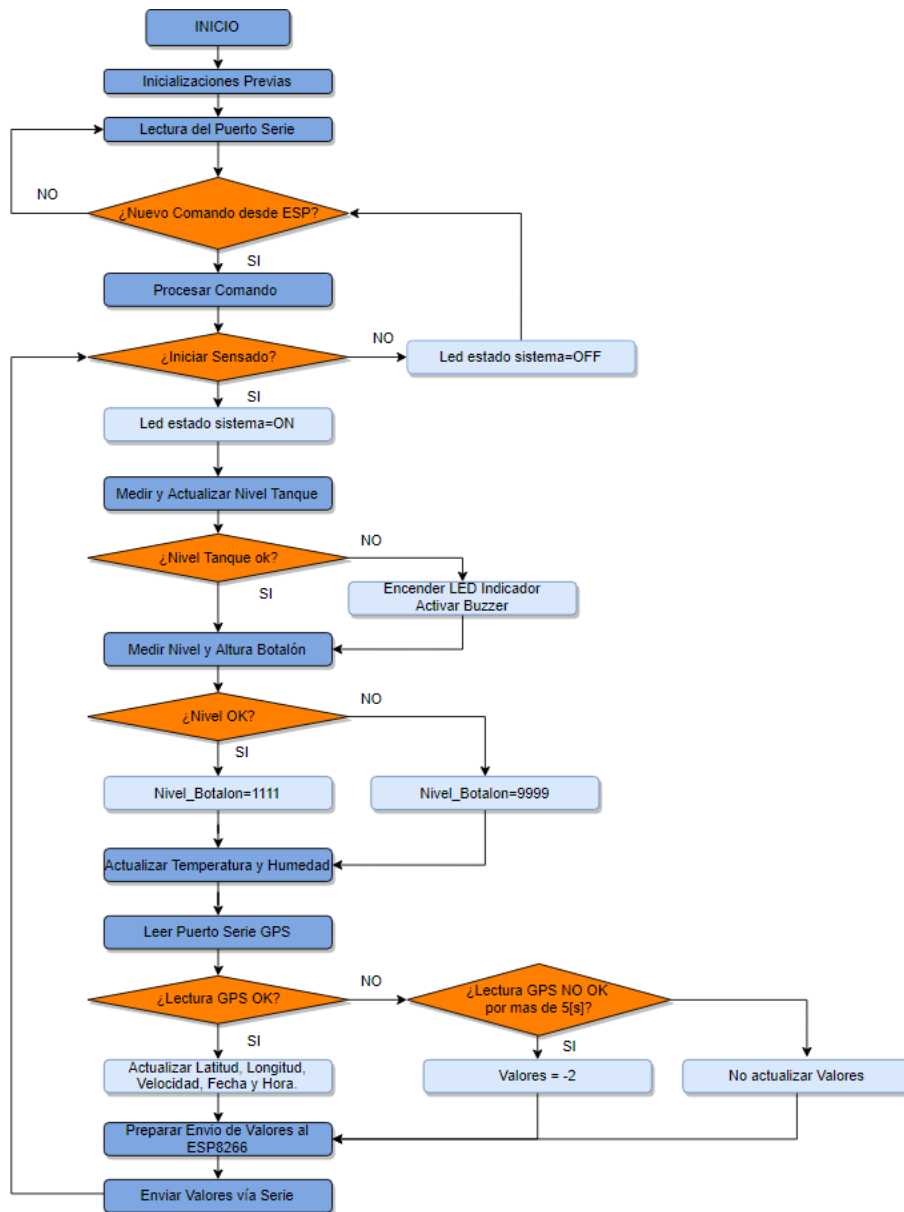 INICIO
Inicializaciones Previas
Lectura del Puerto Serie
NO
¿Nuevo Comando desde ESP?
SI
Procesar Comando
¿Iniciar Sensado?
NO
Led estado sistema=OFF
SI
Led estado sistema=ON
Medir y Actualizar Nivel Tanque
¿Nivel Tanque ok?
NO
SI
Encender LED Indicador
Activar Buzzer
Medir Nivel y Altura Botalón
¿Nivel OK?
NO
SI
Nivel_Botalon=1111
Nivel_Botalon=9999
Actualizar Temperatura y Humedad
Leer Puerto Serie GPS
¿Lectura GPS OK?
NO
¿Lectura GPS NO OK
por mas de 5[s]?
SI
SI
Actualizar Latitud, Longitud,
Velocidad, Fecha y Hora.
Valores = -2
No actualizar Valores
Preparar Envio de Valores al
ESP8266
Enviar Valores vía Serie